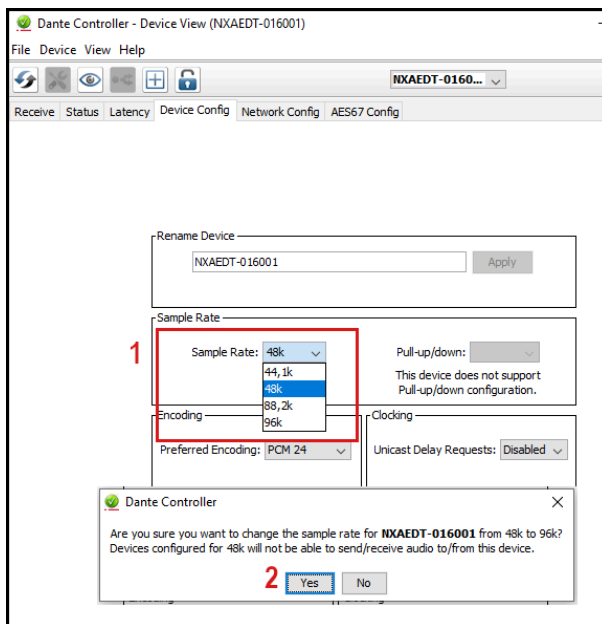 Dante Controller - Device View (NXAEDT-016001)
File Device View Help
NXAEDT-0160...
Receive Status Latency Device Config Network Config AES67 Config
Rename Device
NXAEDT-016001 Apply
Sample Rate
1
Sample Rate: 48k Pull-up/down:
44,1k
48k
88,2k
96k
This device does not support
Pull-up/down configuration.
Encoding Clocking
Preferred Encoding: PCM 24 Unicast Delay Requests: Disabled
Dante Controller
Are you sure you want to change the sample rate for NXAEDT-016001 from 48k to 96k?
Devices configured for 48k will not be able to send/receive audio to/from this device.
2 Yes No